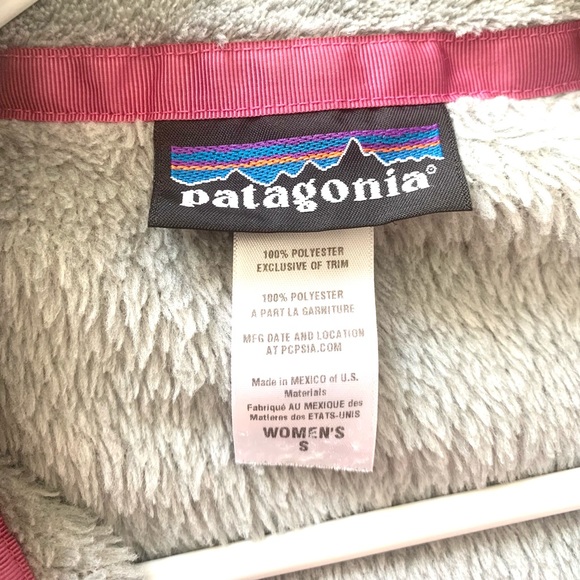 patagonia®
100% POLYESTER
EXCLUSIVE OF TRIM
100% POLYESTER
A PART LA GARNITURE
MFG DATE AND LOCATION
AT PCPSIA.COM
Made in MEXICO of U.S.
Materials
Fabriqué AU MEXIQUE des
Matieres des ETATS-UNIS
WOMEN'S
S